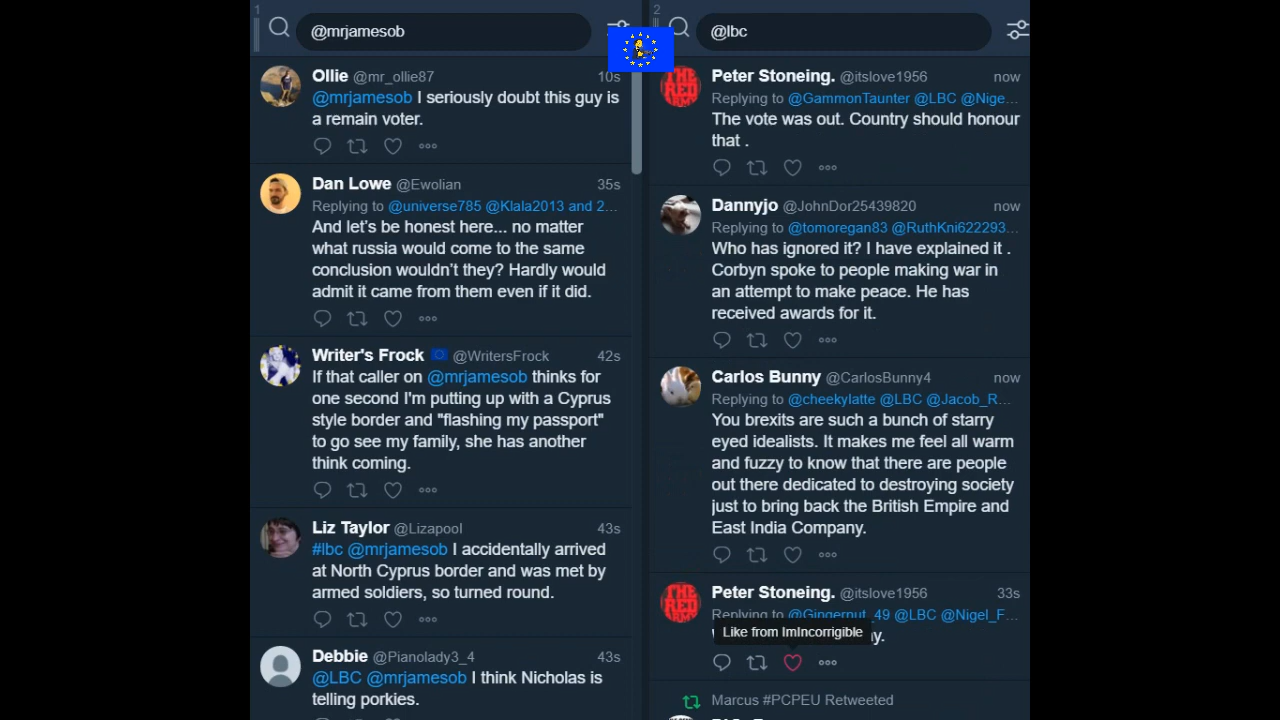 1
@mrjamesob
Ollie @mr_ollie87 10s
@mrjamesob I seriously doubt this guy is
a remain voter.
Dan Lowe @Ewolian 35s
Replying to @universe785 @Klala2013 and 2...
And let's be honest here... no matter
what russia would come to the same
conclusion wouldn't they? Hardly would
admit it came from them even if it did.
Writer's Frock @WritersFrock 42s
If that caller on @mrjamesob thinks for
one second I'm putting up with a Cyprus
style border and "flashing my passport"
to go see my family, she has another
think coming.
Liz Taylor @Lizapool 43s
#lbc @mrjamesob I accidentally arrived
at North Cyprus border and was met by
armed soldiers, so turned round.
Debbie @Pianolady3_4 43s
@LBC @mrjamesob I think Nicholas is
telling porkies.
2
@lbc
THE RED ARMY
Peter Stoneing. @itslove1956 now
Replying to @GammonTaunter @LBC @Nige...
The vote was out. Country should honour
that .
Dannyjo @JohnDor25439820 now
Replying to @tomoregan83 @RuthKni622293...
Who has ignored it? I have explained it .
Corbyn spoke to people making war in
an attempt to make peace. He has
received awards for it.
Carlos Bunny @CarlosBunny4 now
Replying to @cheekylatte @LBC @Jacob_R...
You brexits are such a bunch of starry
eyed idealists. It makes me feel all warm
and fuzzy to know that there are people
out there dedicated to destroying society
just to bring back the British Empire and
East India Company.
THE RED ARMY
Peter Stoneing. @itslove1956 33s
Replying to @Gingernut_49 @LBC @Nigel_F...
Like from ImIncorrigible
Marcus #PCPEU Retweeted